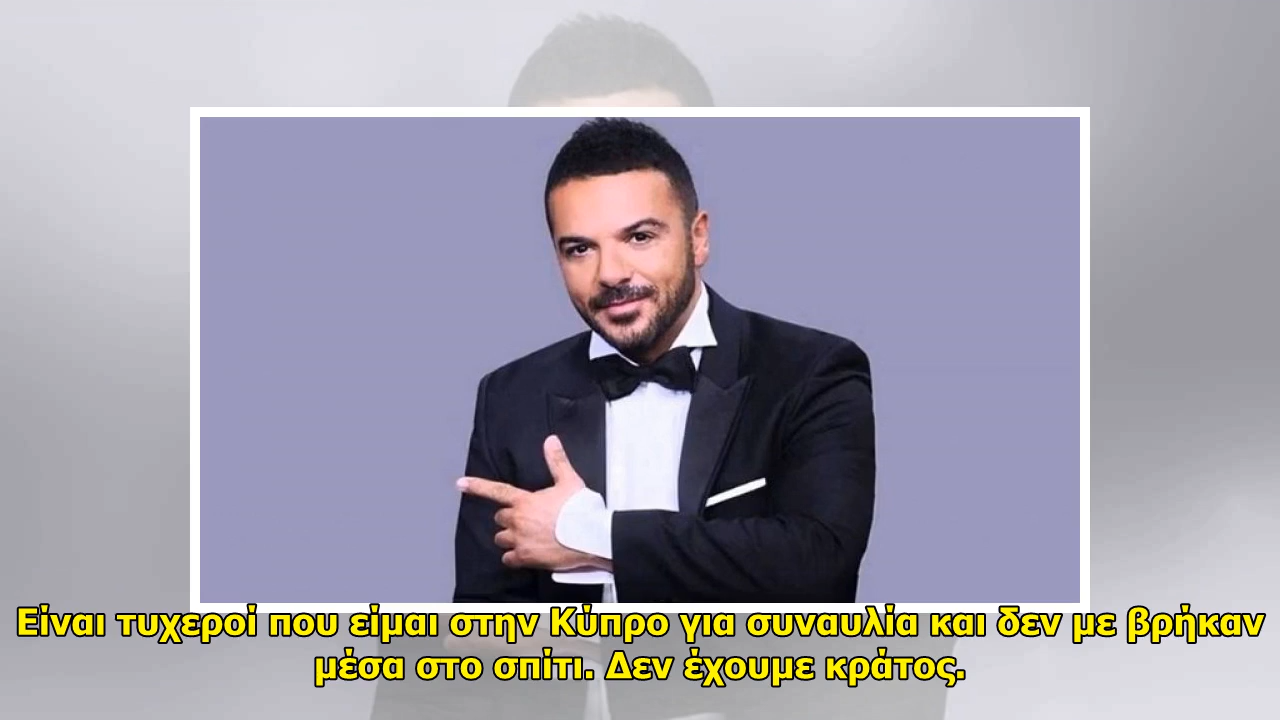 Είναι τυχεροί που είμαι στην Κύπρο για συναυλία και δεν με βρήκαν
μέσα στο σπίτι. Δεν έχουμε κράτος.